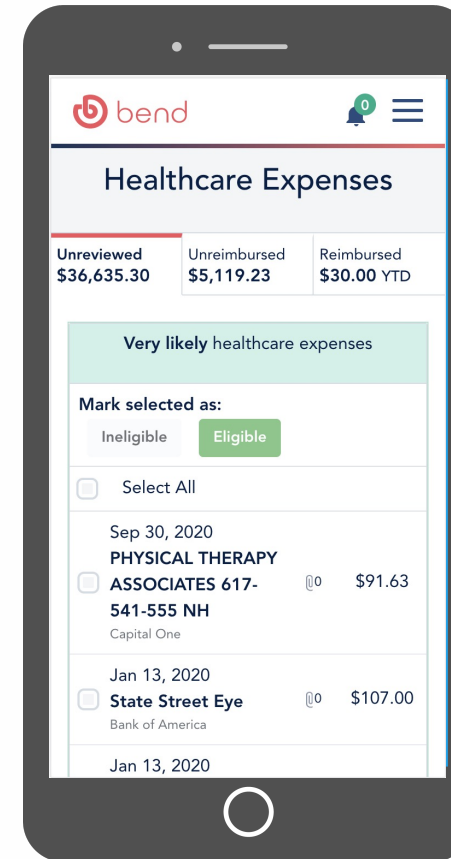 bend
0
Healthcare Expenses
Unreviewed
$36,635.30
Unreimbursed
$5,119.23
Reimbursed
$30.00 YTD
Very likely healthcare expenses
Mark selected as:
Ineligible
Eligible
Select All
Sep 30, 2020
PHYSICAL THERAPY
ASSOCIATES 617-
541-555 NH
Capital One
0
$91.63
Jan 13, 2020
State Street Eye
Bank of America
0
$107.00
Jan 13, 2020